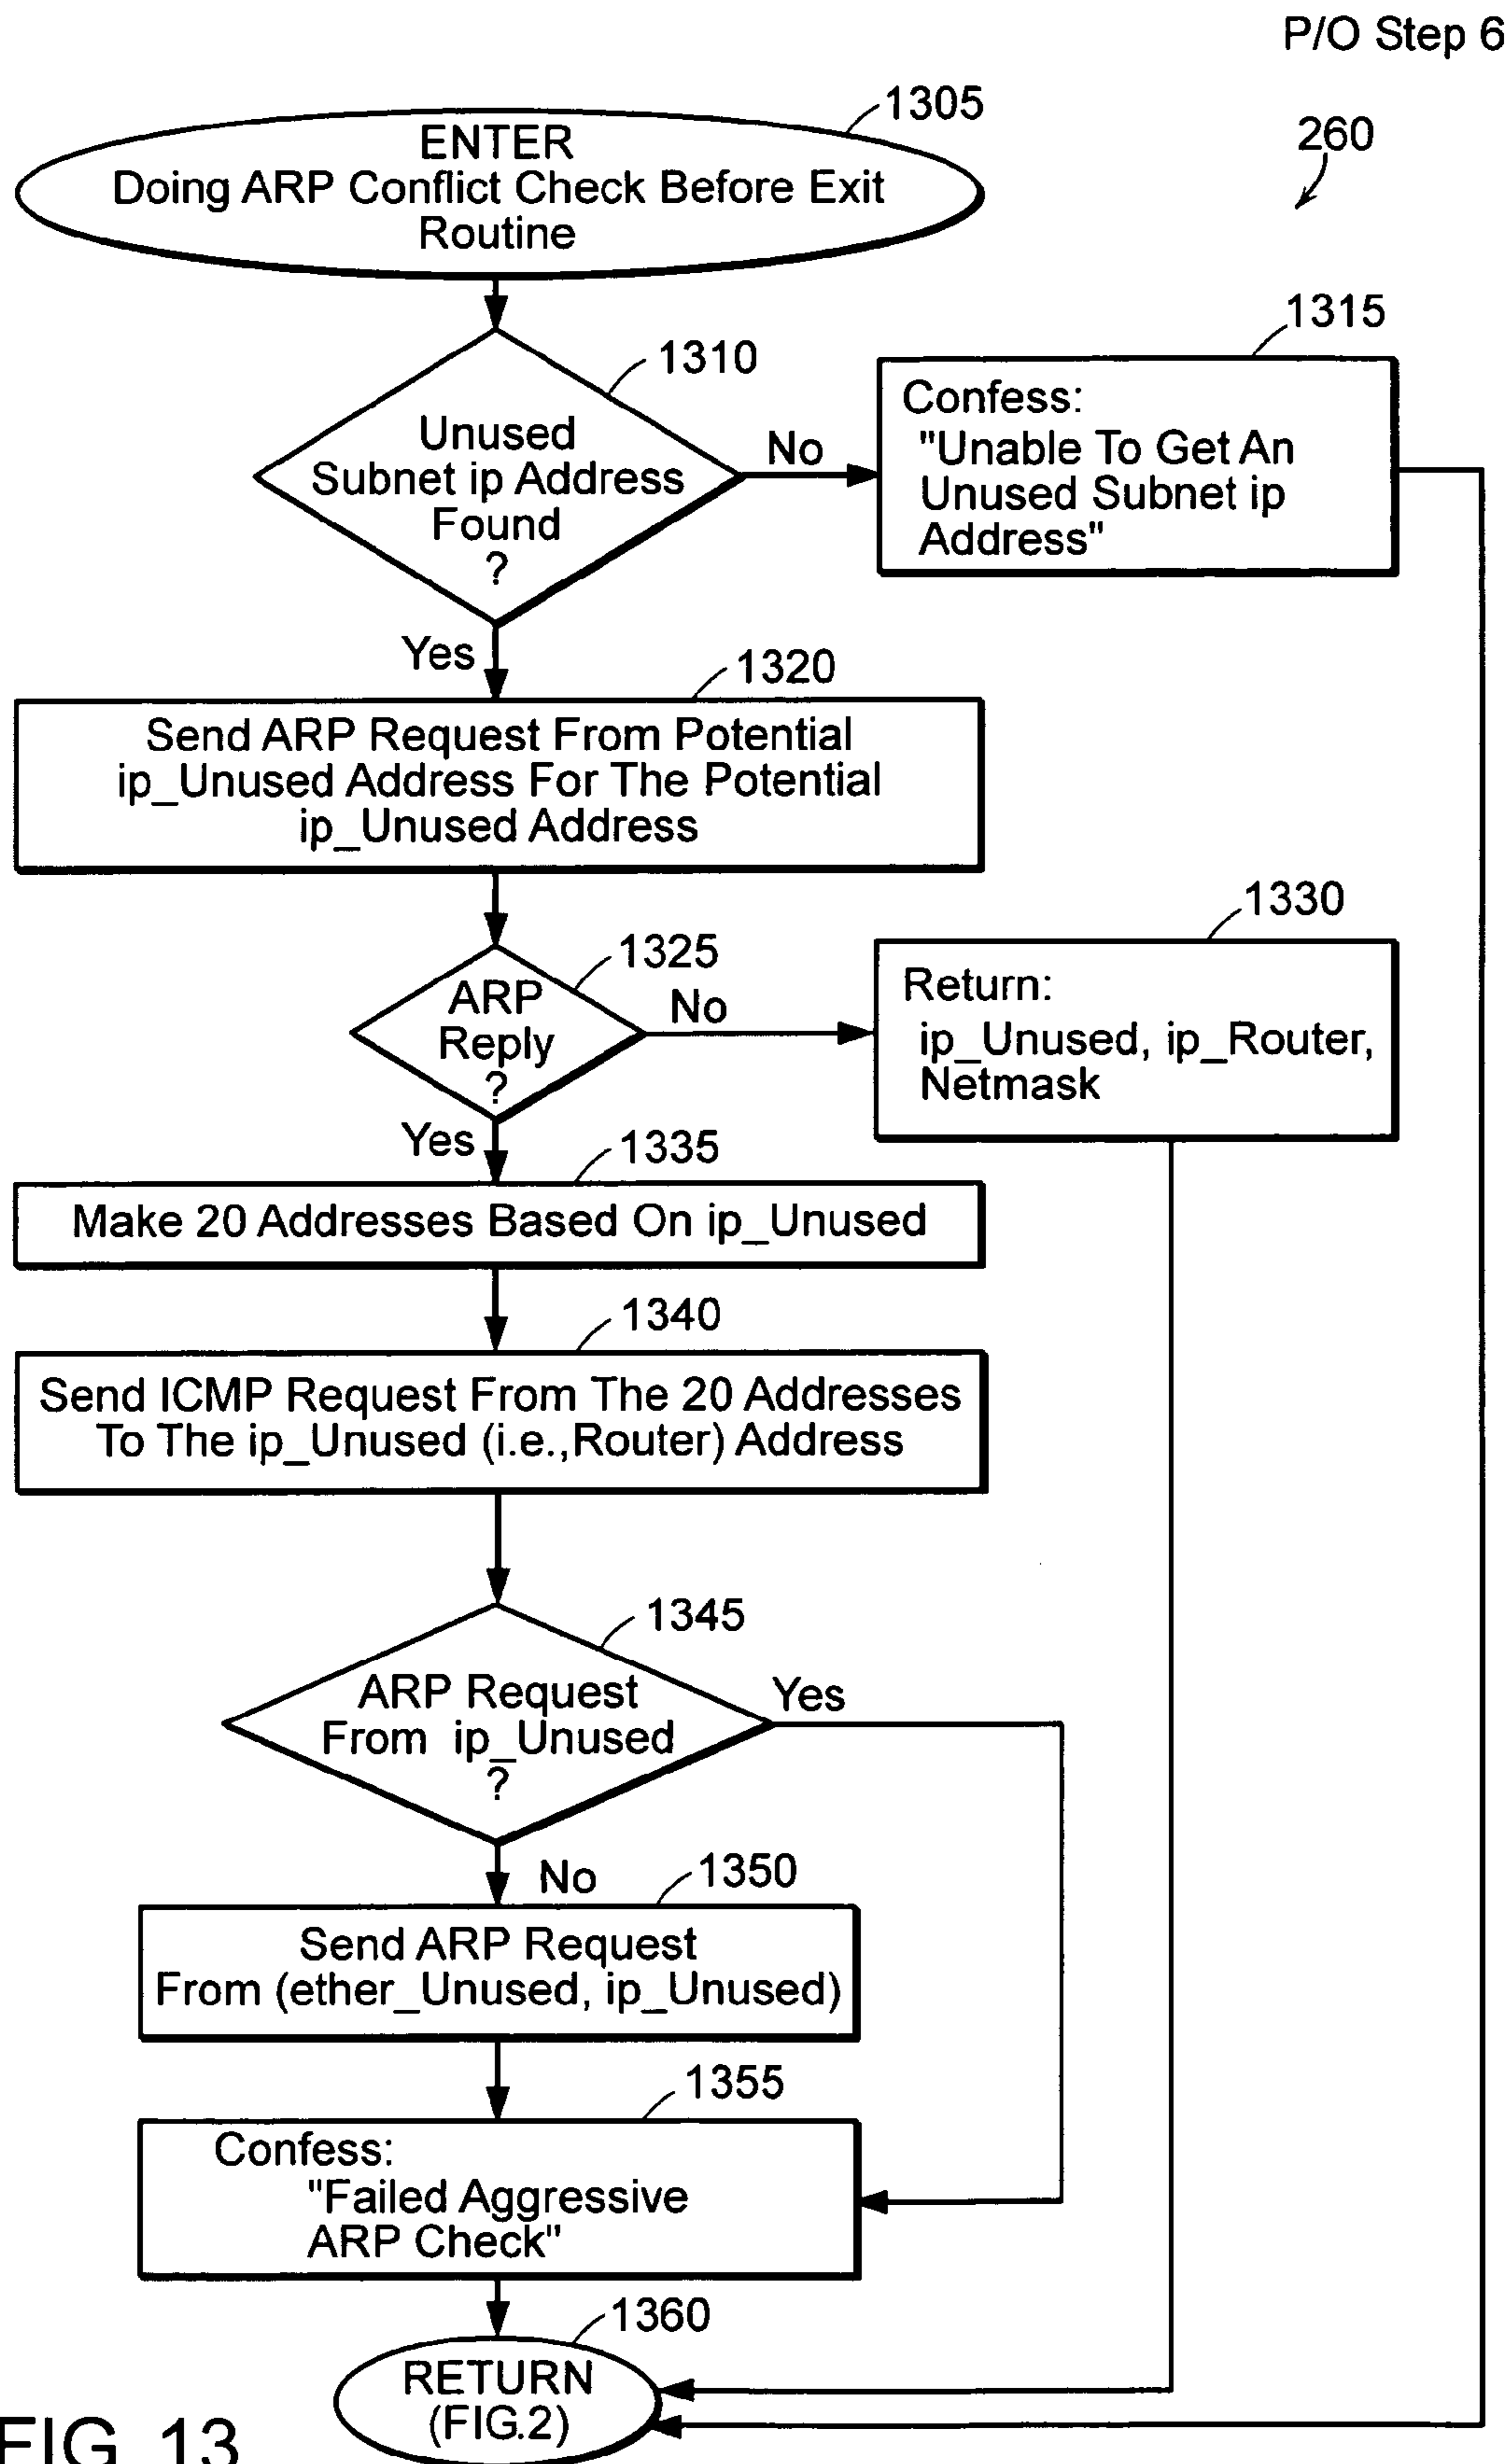 P/O Step 6
260
1305
ENTER
Doing ARP Conflict Check Before Exit
Routine
1310
Unused
Subnet ip Address
Found
?
No
1315
Confess:
"Unable To Get An
Unused Subnet ip
Address"
Yes
1320
Send ARP Request From Potential
ip_Unused Address For The Potential
ip_Unused Address
1325
ARP
Reply
?
No
1330
Return:
ip_Unused, ip_Router,
Netmask
Yes
1335
Make 20 Addresses Based On ip_Unused
1340
Send ICMP Request From The 20 Addresses
To The ip_Unused (i.e.,Router) Address
1345
ARP Request
From ip_Unused
?
Yes
No
1350
Send ARP Request
From (ether_Unused, ip_Unused)
1355
Confess:
"Failed Aggressive
ARP Check"
1360
RETURN
(FIG.2)
FIG. 13